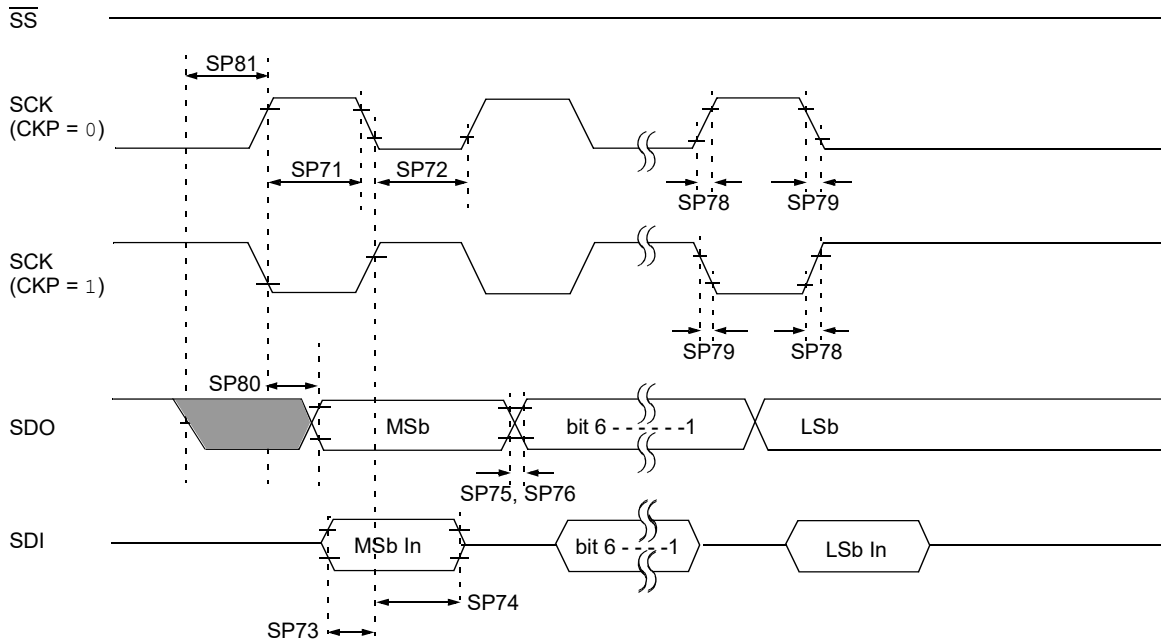 SS
SP81
SCK
(CKP = 0)
SP71
SP72
SP78
SP79
SCK
(CKP = 1)
SP79
SP78
SP80
SDO
MSb
bit 6 - - - - - - -1
LSb
SP75, SP76
SDI
MSb In
bit 6 - - - - -1
LSb In
SP74
SP73